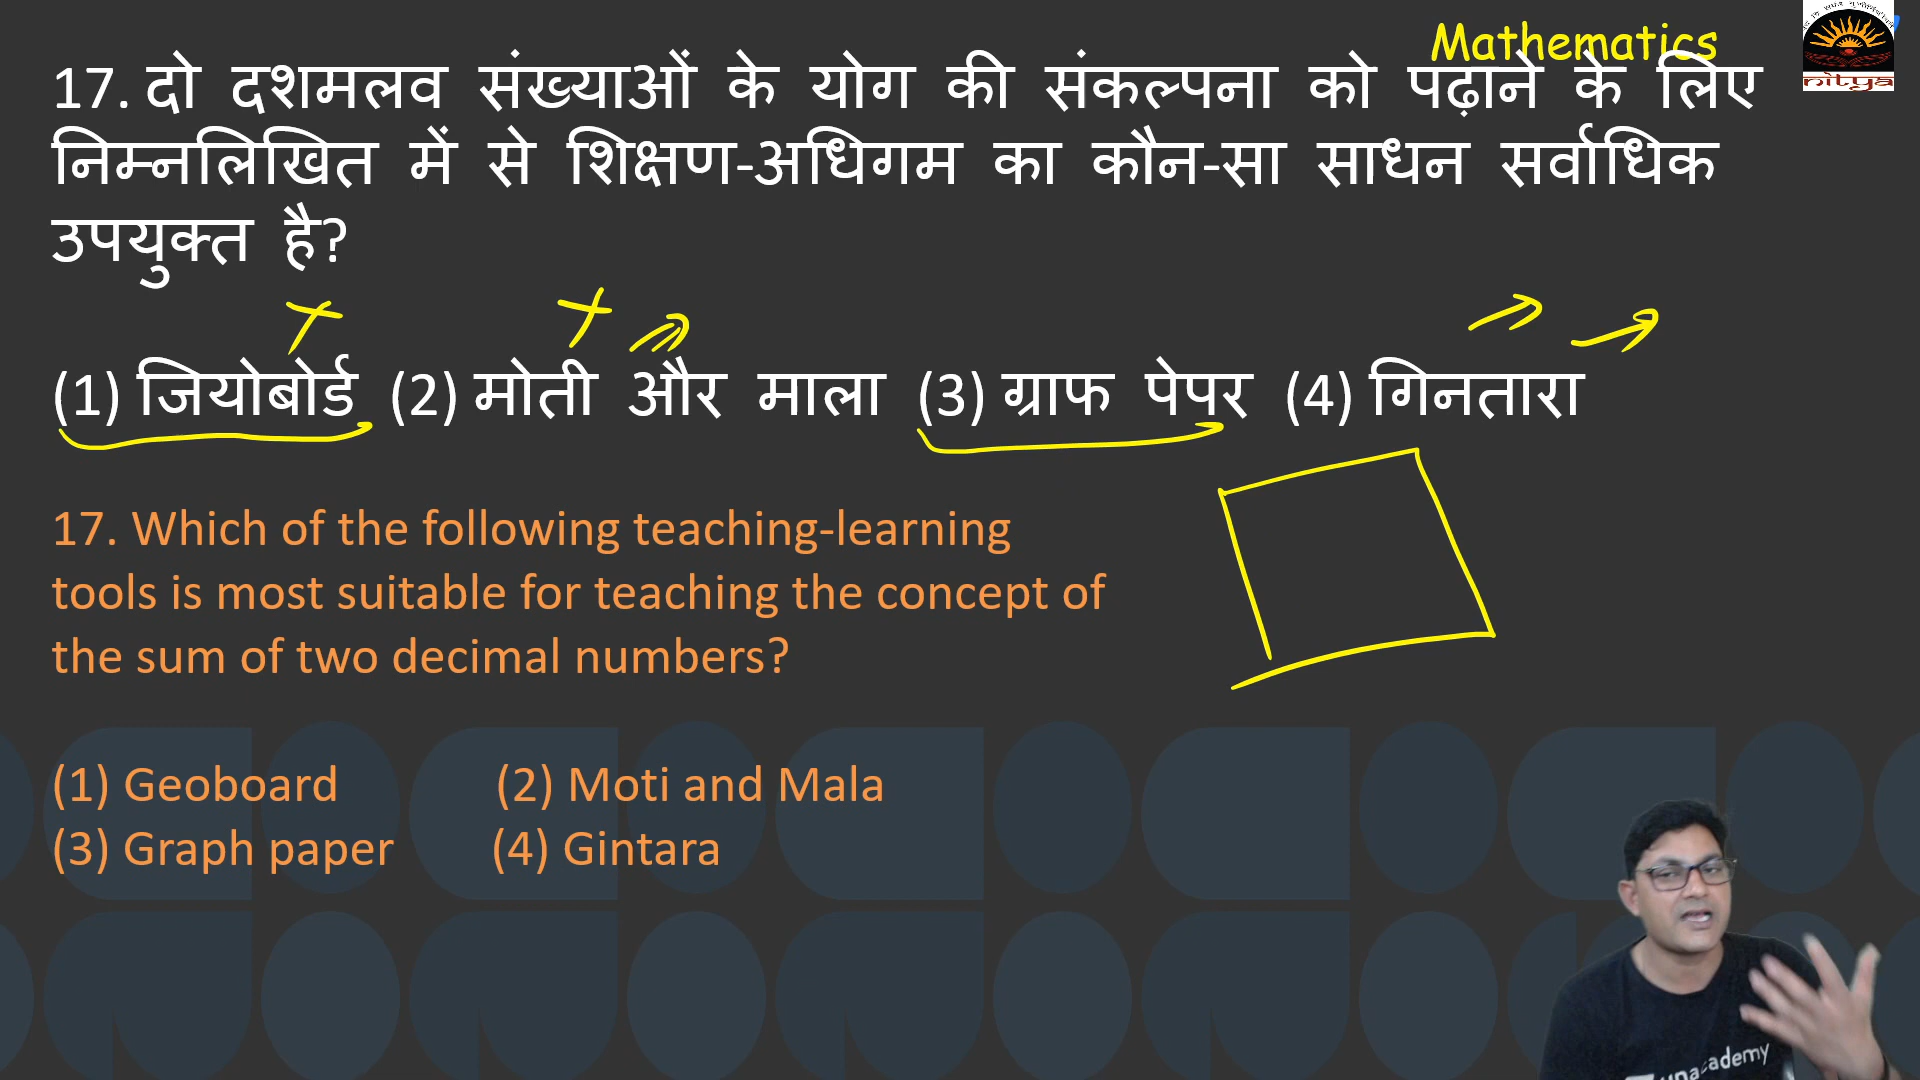 Mathematics
17. दो दशमलव संख्याओं के योग की संकल्पना को पढ़ाने के लिए
निम्नलिखित में से शिक्षण-अधिगम का कौन-सा साधन सर्वाधिक
उपयुक्त है?
(1) जियोबोर्ड (2) मोती और माला (3) ग्राफ पेपर (4) गिनतारा
17. Which of the following teaching-learning
tools is most suitable for teaching the concept of
the sum of two decimal numbers?
(1) Geoboard (2) Moti and Mala
(3) Graph paper (4) Gintara
nitya
unacademy